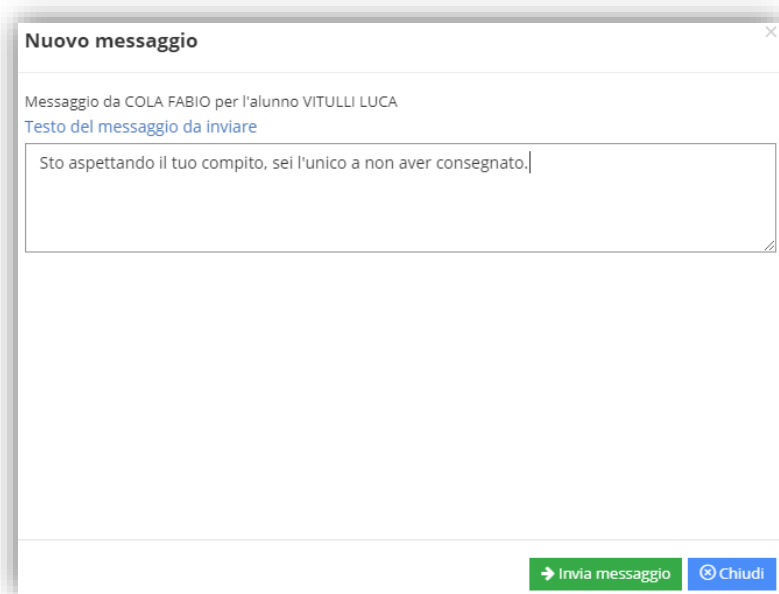 Nuovo messaggio
Messaggio da COLA FABIO per l'alunno VITULLI LUCA
Testo del messaggio da inviare
Sto aspettando il tuo compito, sei l'unico a non aver consegnato.
Invia messaggio
Chiudi